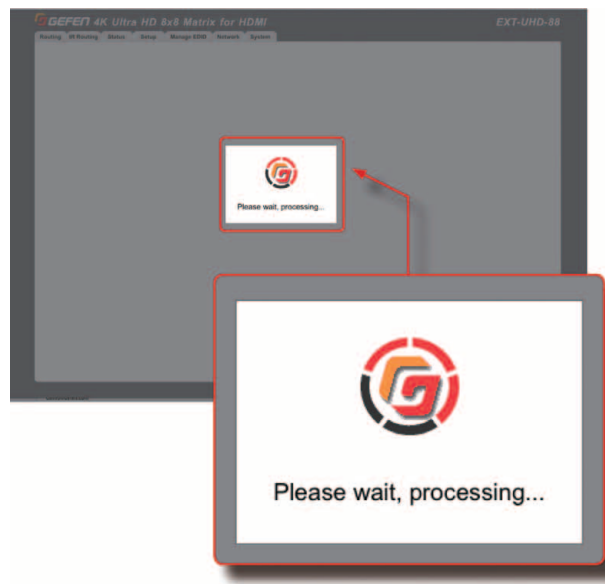 GEFEN 4K Ultra HD 8x8 Matrix for HDMI
EXT-UHD-88
Routing IR Routing Status Setup Manage EDID Network System
Please wait, processing...
Please wait, processing...